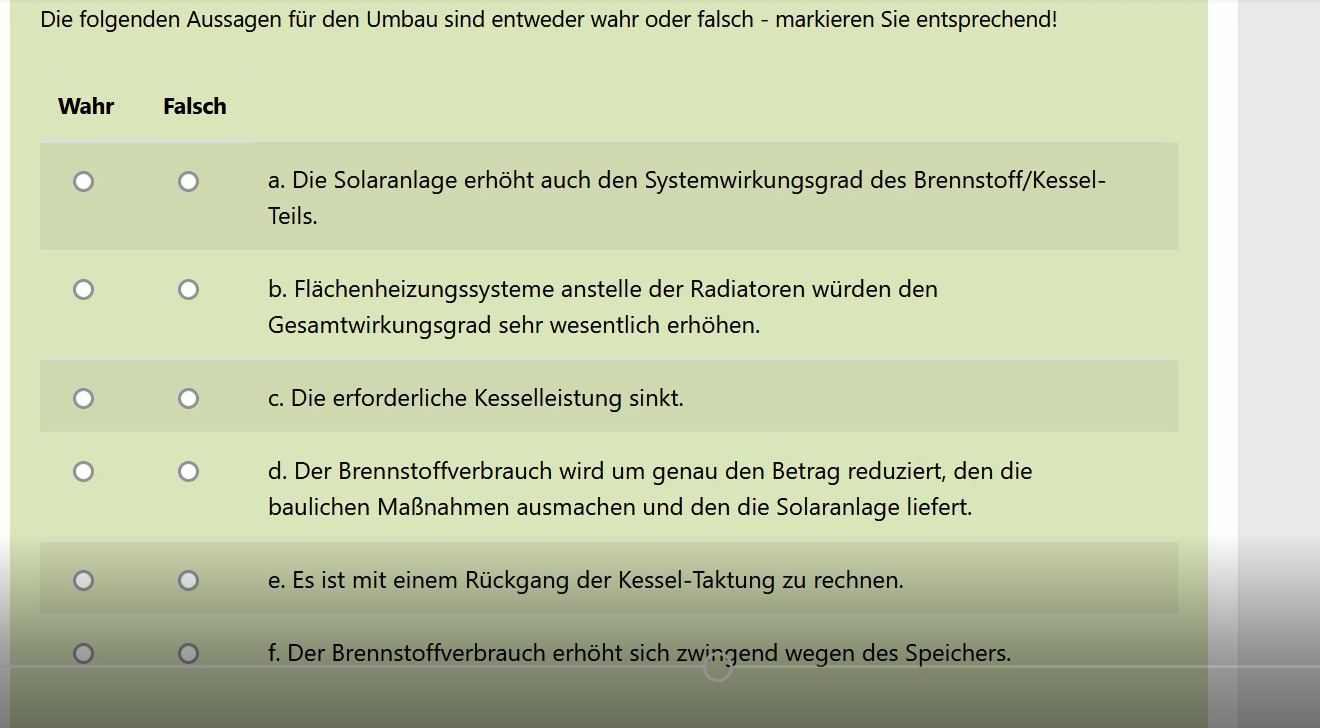 Die folgenden Aussagen für den Umbau sind entweder wahr oder falsch - markieren Sie entsprechend!
Wahr Falsch
a. Die Solaranlage erhöht auch den Systemwirkungsgrad des Brennstoff/Kessel-
Teils.
b. Flächenheizungssysteme anstelle der Radiatoren würden den
Gesamtwirkungsgrad sehr wesentlich erhöhen.
c. Die erforderliche Kesselleistung sinkt.
d. Der Brennstoffverbrauch wird um genau den Betrag reduziert, den die
baulichen Maßnahmen ausmachen und den die Solaranlage liefert.
e. Es ist mit einem Rückgang der Kessel-Taktung zu rechnen.
f. Der Brennstoffverbrauch erhöht sich zwingend wegen des Speichers.